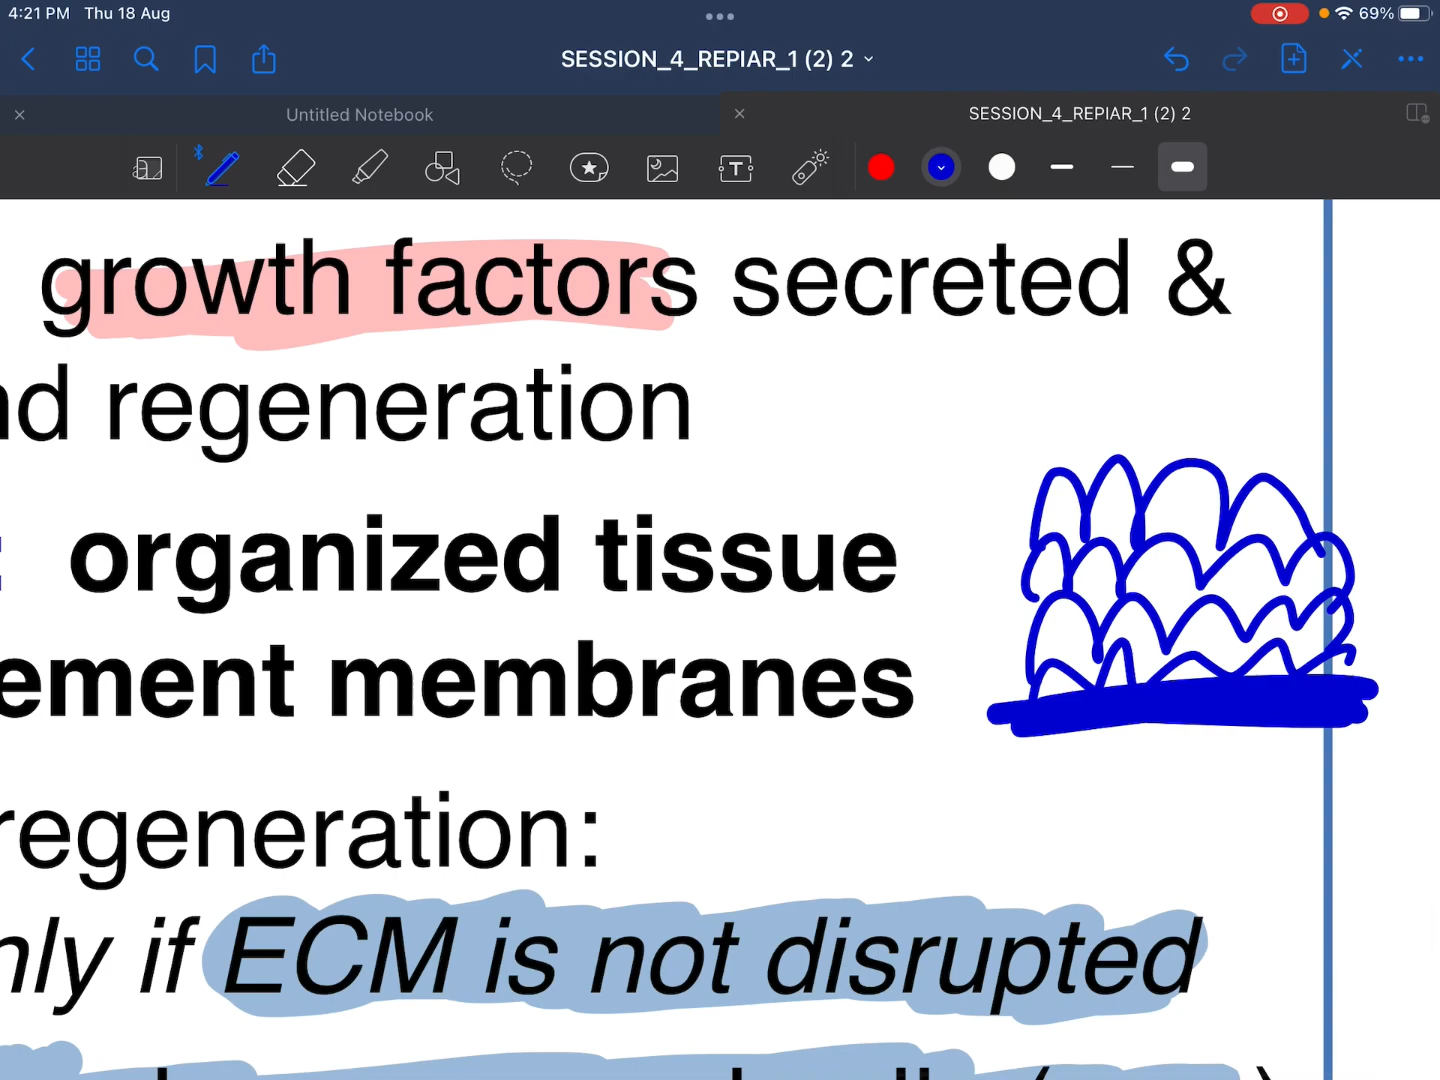 4:21 PM Thu 18 Aug
69%
SESSION_4_REPIAR_1 (2) 2
Untitled Notebook
SESSION_4_REPIAR_1 (2) 2
growth factors secreted &
nd regeneration
: organized tissue
ement membranes
regeneration:
nly if ECM is not disrupted